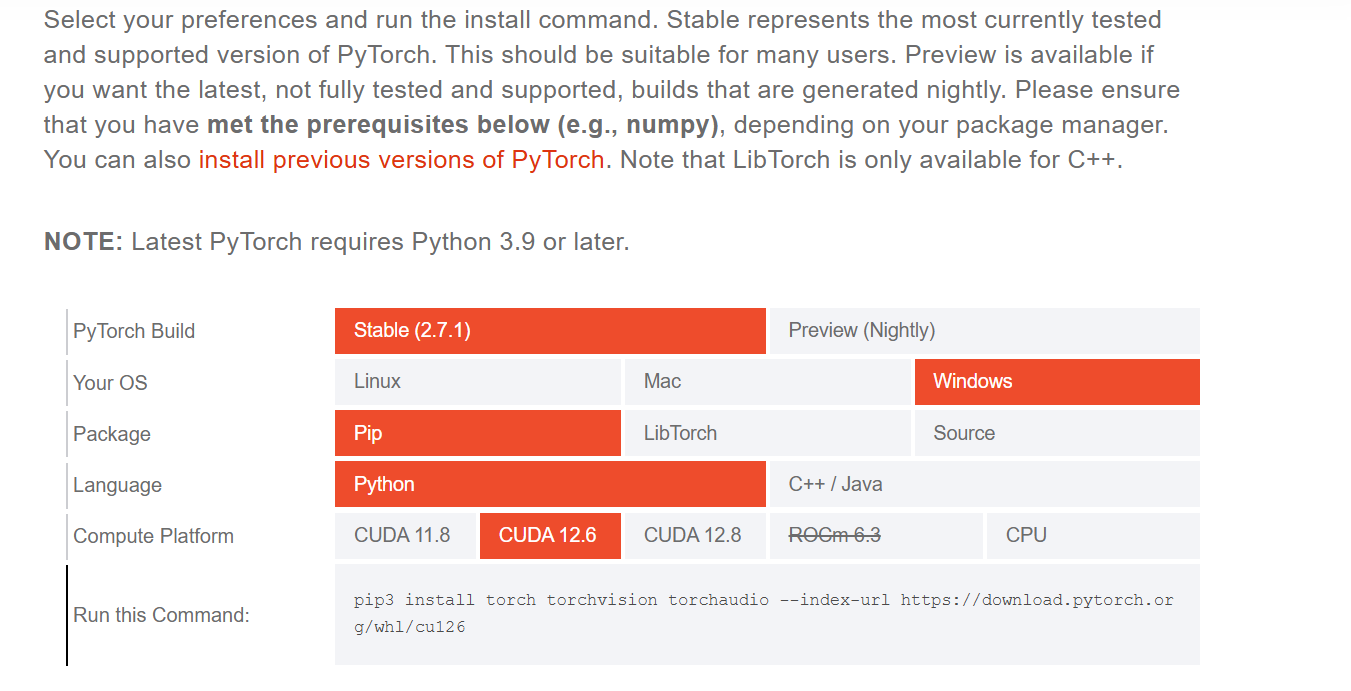 Select your preferences and run the install command. Stable represents the most currently tested
and supported version of PyTorch. This should be suitable for many users. Preview is available if
you want the latest, not fully tested and supported, builds that are generated nightly. Please ensure
that you have met the prerequisites below (e.g., numpy), depending on your package manager.
You can also install previous versions of PyTorch. Note that LibTorch is only available for C++.
NOTE: Latest PyTorch requires Python 3.9 or later.
PyTorch Build Stable (2.7.1) Preview (Nightly)
Your OS Linux Mac Windows
Package Pip LibTorch Source
Language Python C++ / Java
Compute Platform CUDA 11.8 CUDA 12.6 CUDA 12.8 ROCm 6.3 CPU
Run this Command: pip3 install torch torchvision torchaudio --index-url https://download.pytorch.or
g/whl/cu126